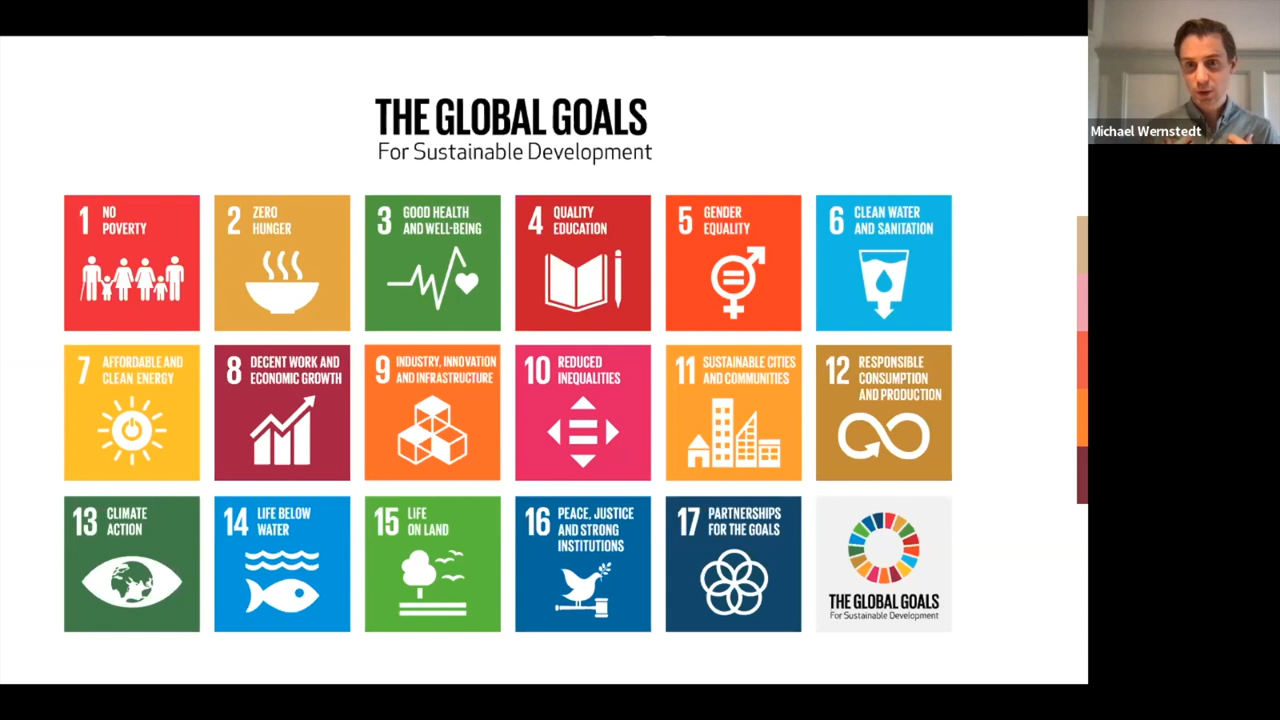 THE GLOBAL GOALS
For Sustainable Development
Michael Wernstedt
1 NO
POVERTY
2 ZERO
HUNGER
3 GOOD HEALTH
AND WELL-BEING
4 QUALITY
EDUCATION
5 GENDER
EQUALITY
6 CLEAN WATER
AND SANITATION
7 AFFORDABLE AND
CLEAN ENERGY
8 DECENT WORK AND
ECONOMIC GROWTH
9 INDUSTRY, INNOVATION
AND INFRASTRUCTURE
10 REDUCED
INEQUALITIES
11 SUSTAINABLE CITIES
AND COMMUNITIES
12 RESPONSIBLE
CONSUMPTION
AND PRODUCTION
13 CLIMATE
ACTION
14 LIFE BELOW
WATER
15 LIFE
ON LAND
16 PEACE, JUSTICE
AND STRONG
INSTITUTIONS
17 PARTNERSHIPS
FOR THE GOALS
THE GLOBAL GOALS
For Sustainable Development